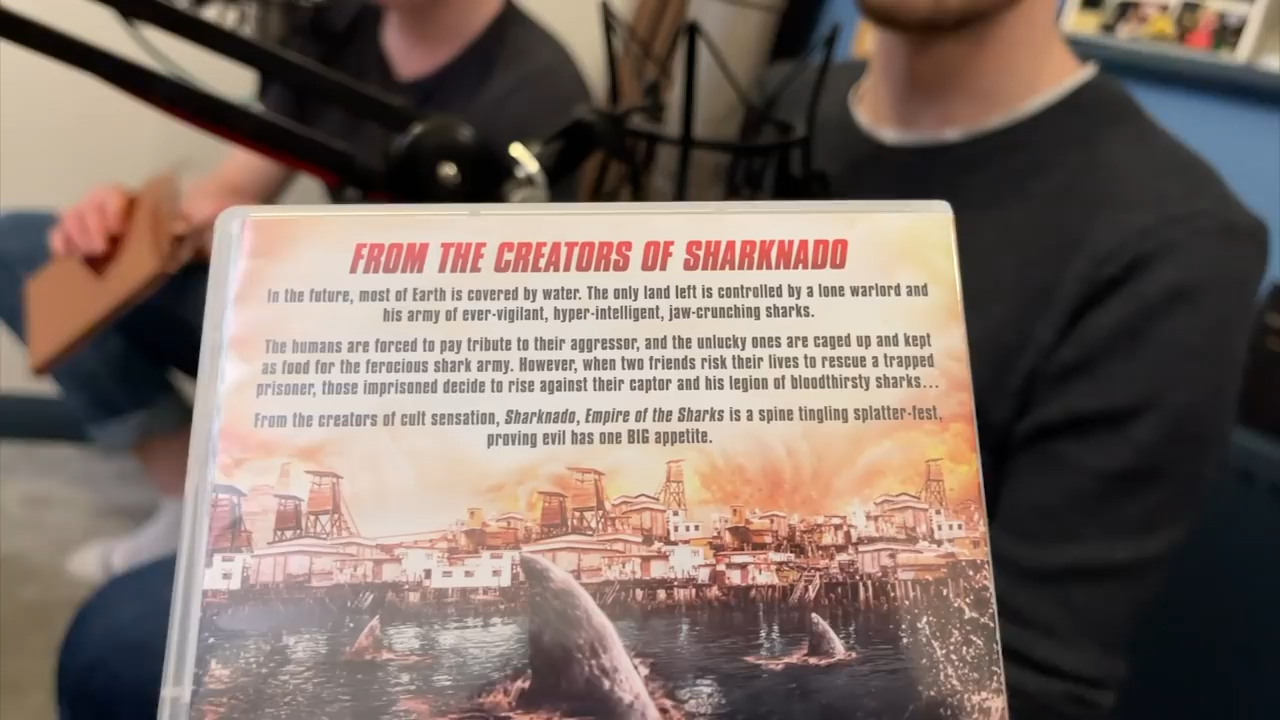 FROM THE CREATORS OF SHARKNADO
In the future, most of Earth is covered by water. The only land left is controlled by a lone warlord and
his army of ever-vigilant, hyper-intelligent, jaw-crunching sharks.
The humans are forced to pay tribute to their aggressor, and the unlucky ones are caged up and kept
as food for the ferocious shark army. However, when two friends risk their lives to rescue a trapped
prisoner, those imprisoned decide to rise against their captor and his legion of bloodthirsty sharks...
From the creators of cult sensation, Sharknado, Empire of the Sharks is a spine tingling splatter-fest,
proving evil has one BIG appetite.